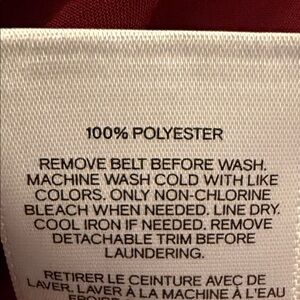 100% POLYESTER
REMOVE BELT BEFORE WASH.
MACHINE WASH COLD WITH LIKE
COLORS. ONLY NON-CHLORINE
BLEACH WHEN NEEDED. LINE DRY.
COOL IRON IF NEEDED. REMOVE
DETACHABLE TRIM BEFORE
LAUNDERING.
RETIRER LE CEINTURE AVEC DE
LAVER. LAVER À LA MACHINE À L'EAU